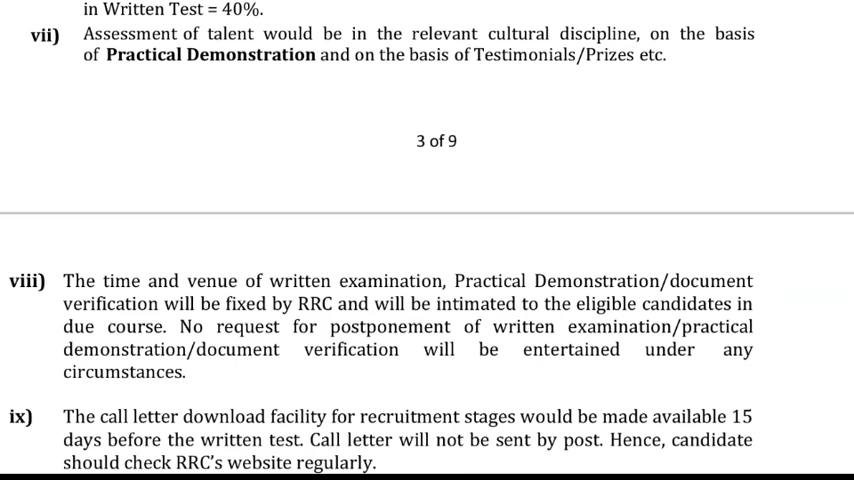 in Written Test = 40%.
vii) Assessment of talent would be in the relevant cultural discipline, on the basis
of Practical Demonstration and on the basis of Testimonials/Prizes etc.
3 of 9
viii) The time and venue of written examination, Practical Demonstration/document
verification will be fixed by RRC and will be intimated to the eligible candidates in
due course. No request for postponement of written examination/practical
demonstration/document verification will be entertained under any
circumstances.
ix) The call letter download facility for recruitment stages would be made available 15
days before the written test. Call letter will not be sent by post. Hence, candidate
should check RRC’s website regularly.